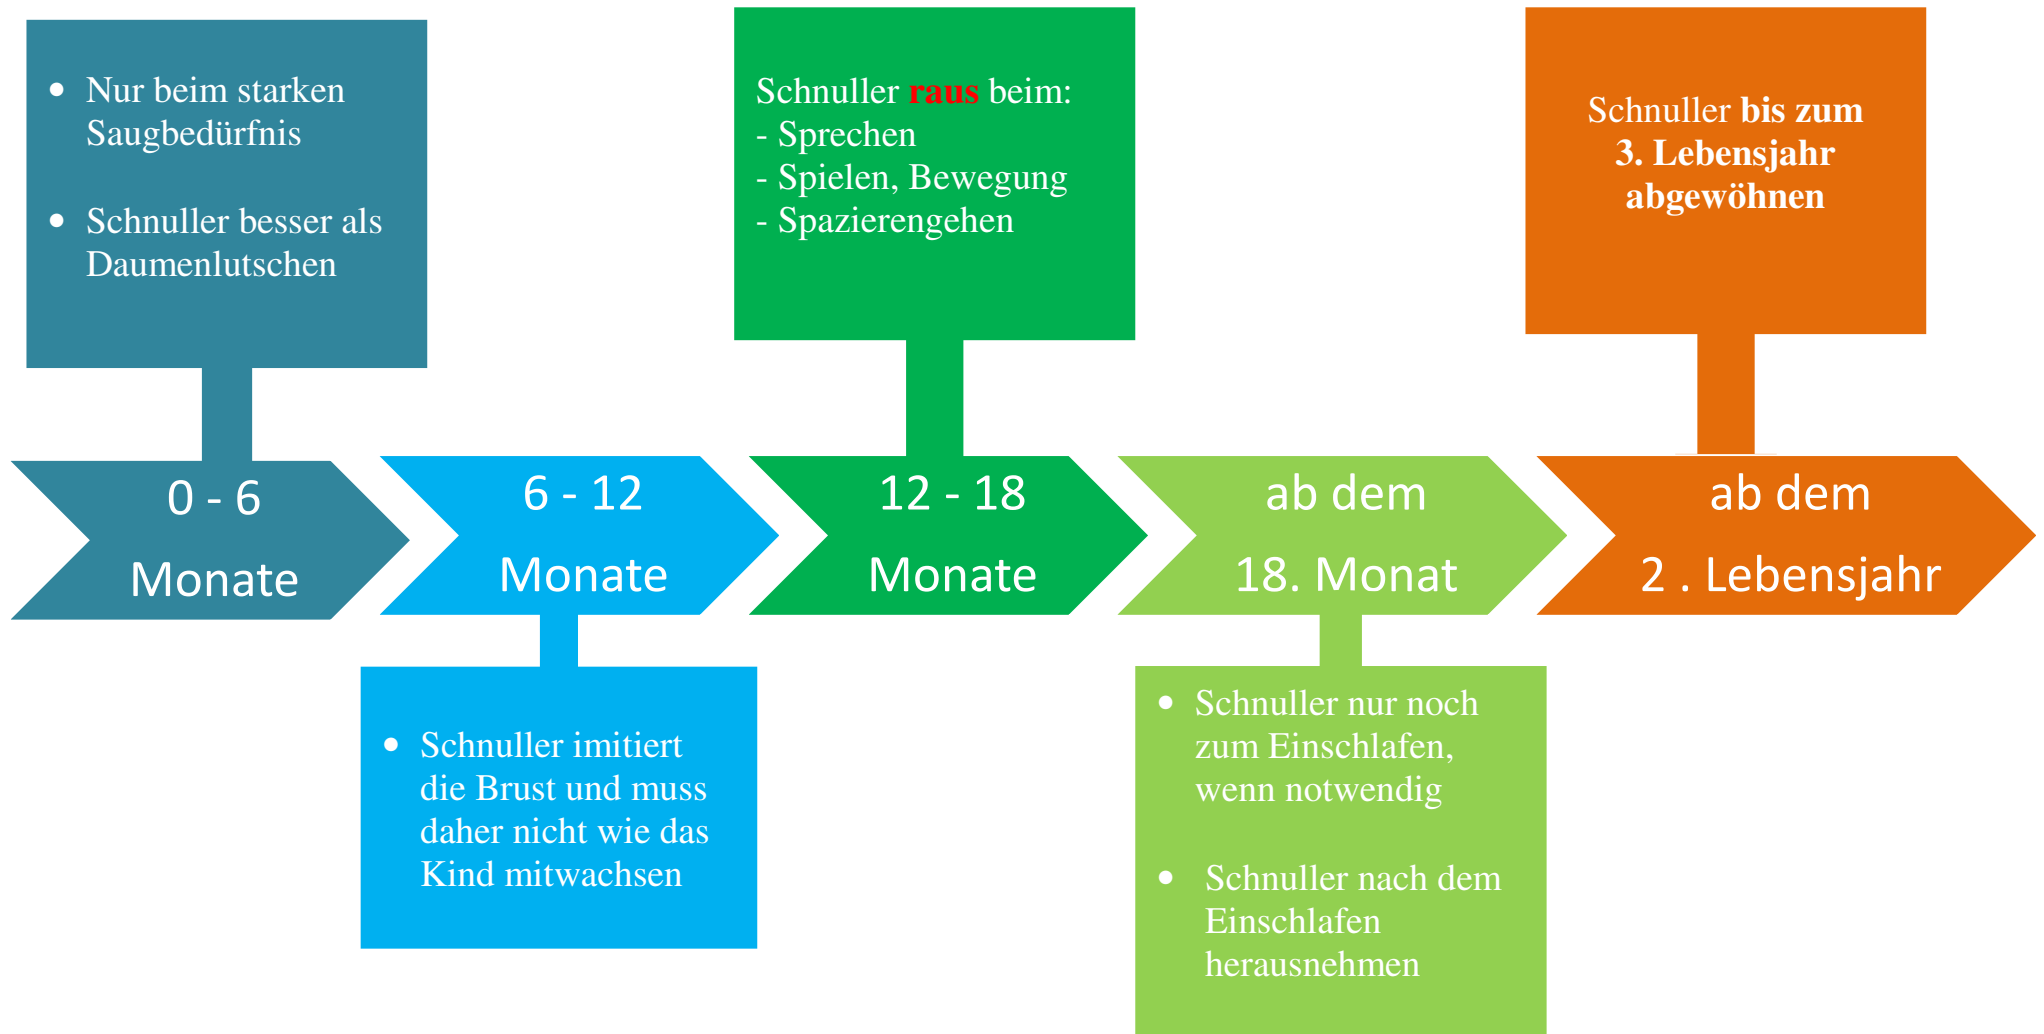 • Nur beim starken
Saugbedürfnis
• Schnuller besser als
Daumenlutschen
Schnuller raus beim:
- Sprechen
- Spielen, Bewegung
- Spazierengehen
Schnuller bis zum
3. Lebensjahr
abgewöhnen
0 - 6
Monate
6 - 12
Monate
12 - 18
Monate
ab dem
18. Monat
ab dem
2 . Lebensjahr
• Schnuller imitiert
die Brust und muss
daher nicht wie das
Kind mitwachsen
• Schnuller nur noch
zum Einschlafen,
wenn notwendig
• Schnuller nach dem
Einschlafen
herausnehmen